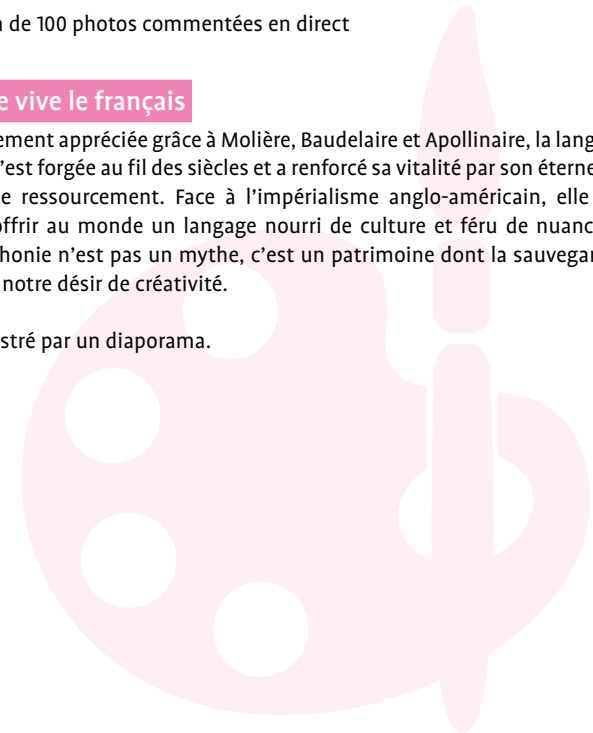 de 100 photos commentées en direct
vive le français
ement appréciée grâce à Molière, Baudelaire et Apollinaire, la lang
'est forgée au fil des siècles et a renforcé sa vitalité par son éterne
e ressourcement. Face à l'impérialisme anglo-américain, elle
offrir au monde un langage nourri de culture et féru de nuanc
honie n'est pas un mythe, c'est un patrimoine dont la sauvegar
notre désir de créativité.
stré par un diaporama.